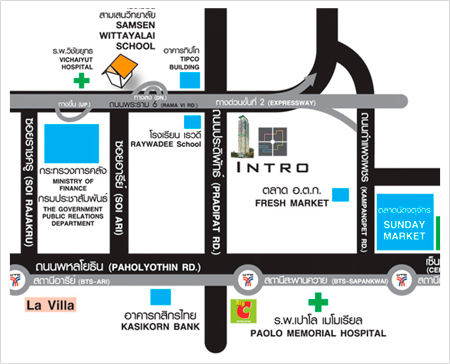 สามเสนวิทยาลัย
SAMSEN
WITTAYALAI
SCHOOL
ร.พ.วิชัยยุทธ
VICHAIYUT
HOSPITAL
อาคารทิปโก
TIPCO
BUILDING
ทางขึ้น (UP.)
ทางลง (DN.)
ถนนพระราม 6 (RAMA VI RD.)
ทางด่วนขั้นที่ 2 (EXPRESSWAY)
โรงเรียน เรวดี
RAYWADEE School
ซอยราชครู (SOI RAJAKRU)
กระทรวงการคลัง
MINISTRY OF
FINANCE
กรมประชาสัมพันธ์
THE GOVERNMENT
PUBLIC RELATIONS
DEPARTMENT
ซอยอารีย์ (SOI ARI)
ถนนประดิพัทธ์ (PRADIPAT RD.)
INTRO
ตลาด อ.ต.ก.
FRESH MARKET
ถนนกำแพงเพชร (KAMPANGPET RD.)
ตลาดนัดจตุจักร
SUNDAY
MARKET
ถนนพหลโยธิน (PAHOLYOTHIN RD.)
สถานีอารีย์ (BTS-ARI)
สถานีสะพานควาย (BTS-SAPANKWAI)
สถานี
La Villa
อาคารกสิกรไทย
KASIKORN BANK
Big C
ร.พ.เปาโล เมโมเรียล
PAOLO MEMORIAL HOSPITAL